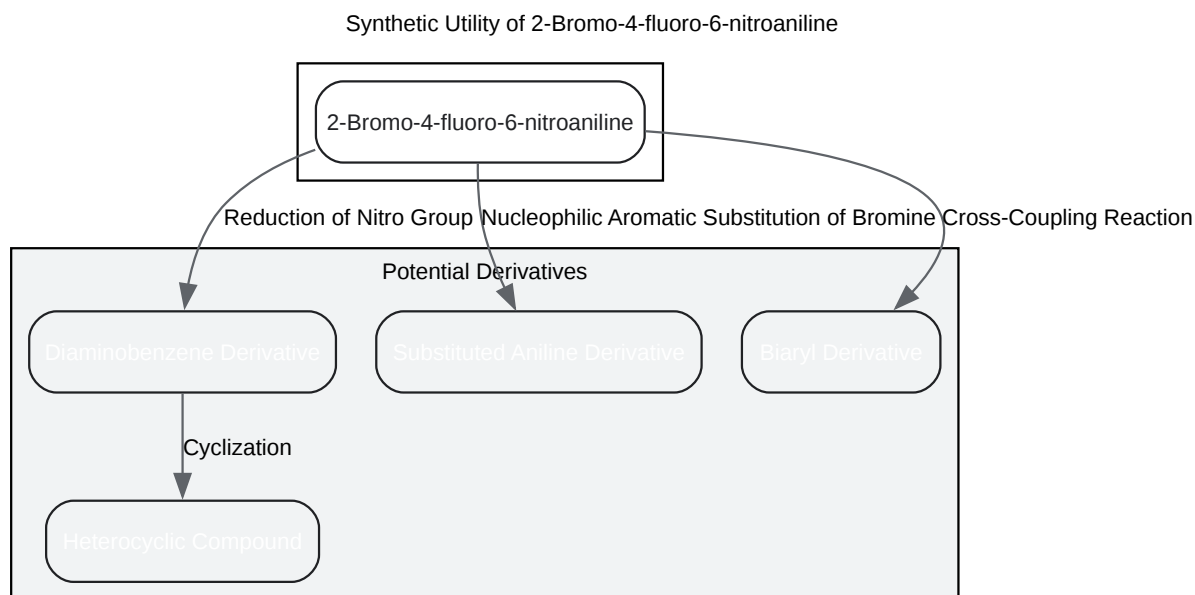 Synthetic Utility of 2-Bromo-4-fluoro-6-nitroaniline
2-Bromo-4-fluoro-6-nitroaniline
Reduction of Nitro Group
Nucleophilic Aromatic Substitution of Bromine
Cross-Coupling Reaction
Potential Derivatives
Diaminobenzene Derivative
Substituted Aniline Derivative
Biaryl Derivative
Cyclization
Heterocyclic Compound